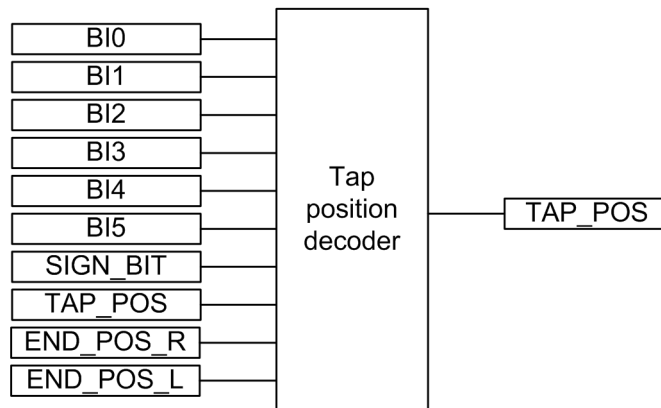 BI0
BI1
BI2
BI3
BI4
BI5
SIGN_BIT
TAP_POS
END_POS_R
END_POS_L
Tap
position
decoder
TAP_POS